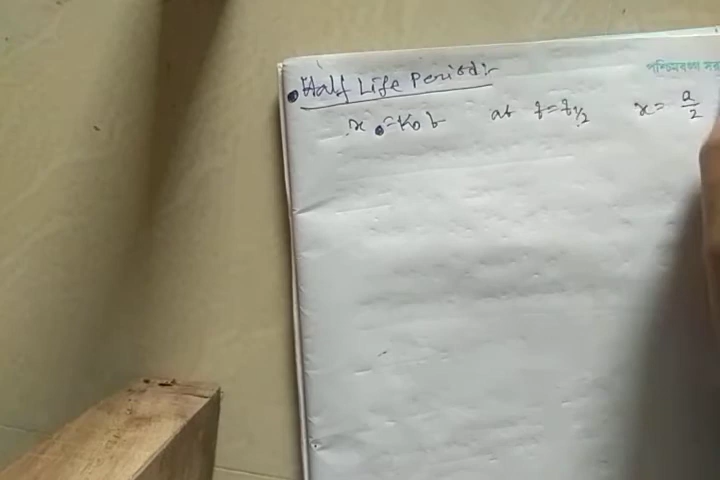 পশ্চিমবঙ্গ সর
Half Life Period:-
x = K₀ t at t = t1/2 x = a/2